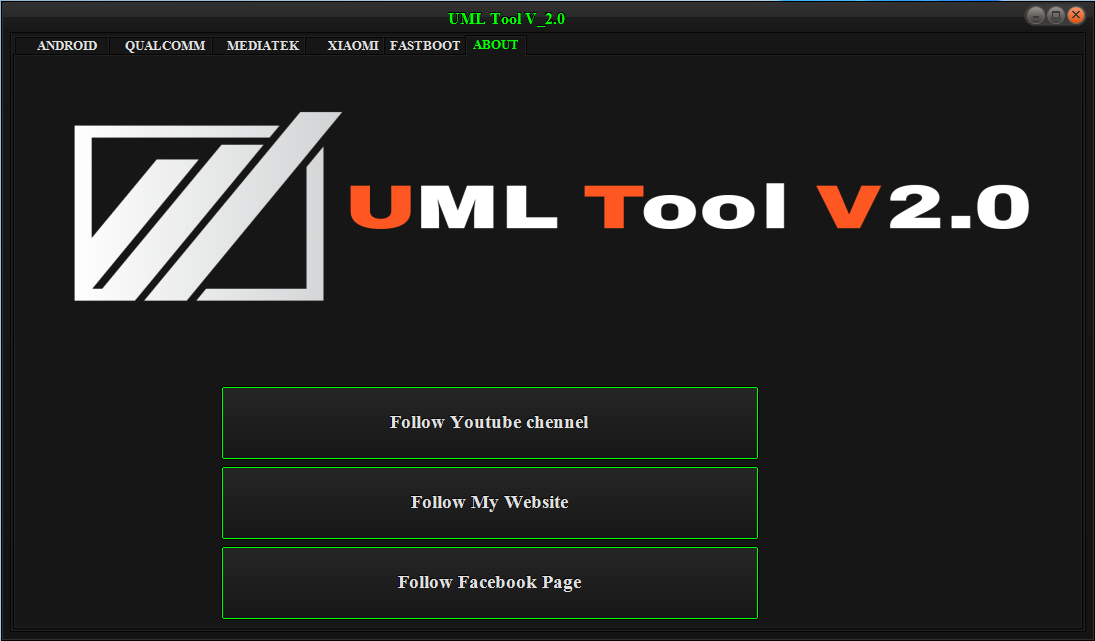 UML Tool V_2.0
ANDROID QUALCOMM MEDIATEK XIAOMI FASTBOOT ABOUT
UML Tool V2.0
Follow Youtube chennel
Follow My Website
Follow Facebook Page